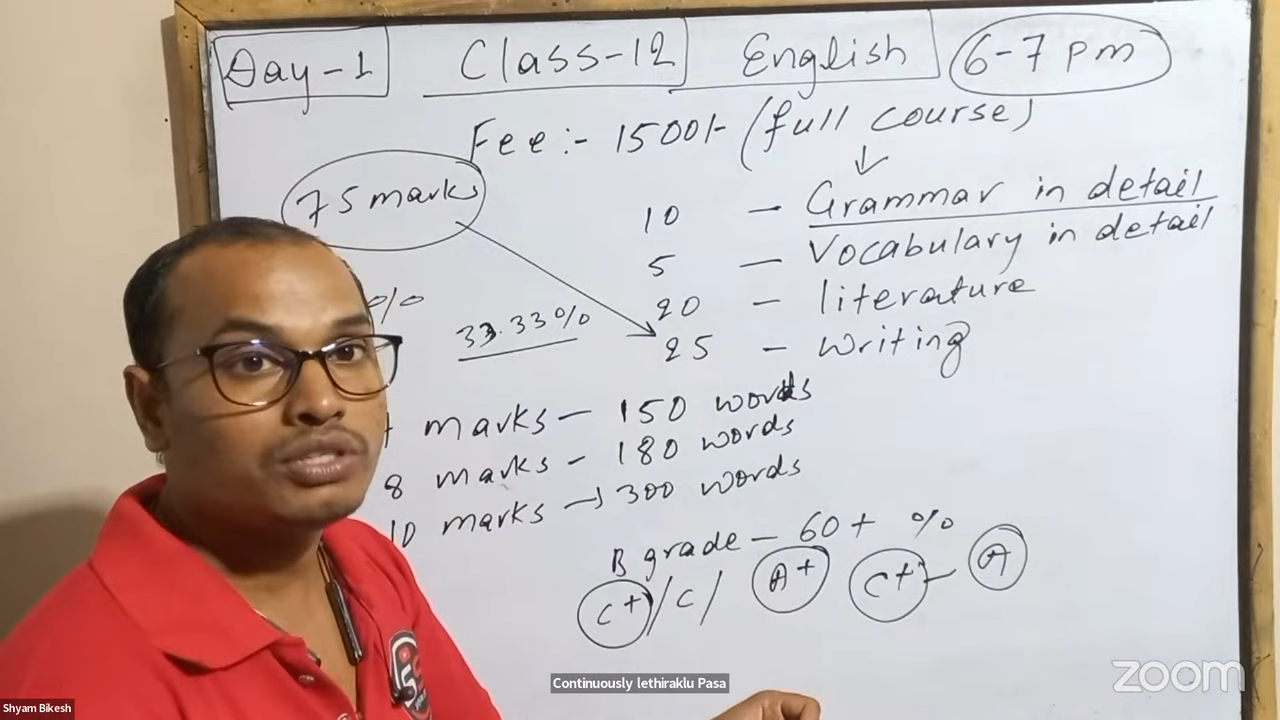 Day-1 Class-12 English 6-7 pm
Fee:- 1500/- (full course)
75 marks
10 - Grammar in detail
5 - Vocabulary in detail
20 - literature
25 - writing
%
33.33%
marks - 150 words
8 marks - 180 words
10 marks → 300 words
B grade - 60+ %
C+ / C / A+ C+ - A
Continuously lethiraklu Pasa
Shyam Bikesh
zoom